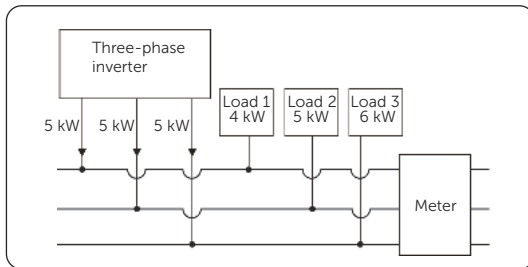 Three-phase
inverter
5 kW
5 kW
5 kW
Load 1
4 kW
Load 2
5 kW
Load 3
6 kW
Meter